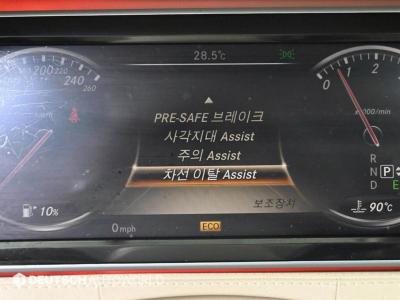 28.5°C
200 220
240
260
0
1
2
4
x1000/min
PRE-SAFE 브레이크
사각지대 Assist
주의 Assist
차선 이탈 Assist
보조장치
R
N P
D E
10%
90°C
0 mph
ECO